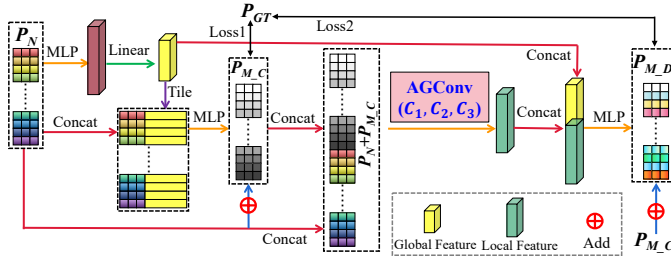 Loss1
P_GT
Loss2
P_N
MLP
Linear
P_M_C
Concat
P_M_D
Tile
AGConv
(C_1, C_2, C_3)
Concat
MLP
Concat
Concat
MLP
P_N+P_M_C
Concat
Global Feature
Local Feature
Add
P_M_C